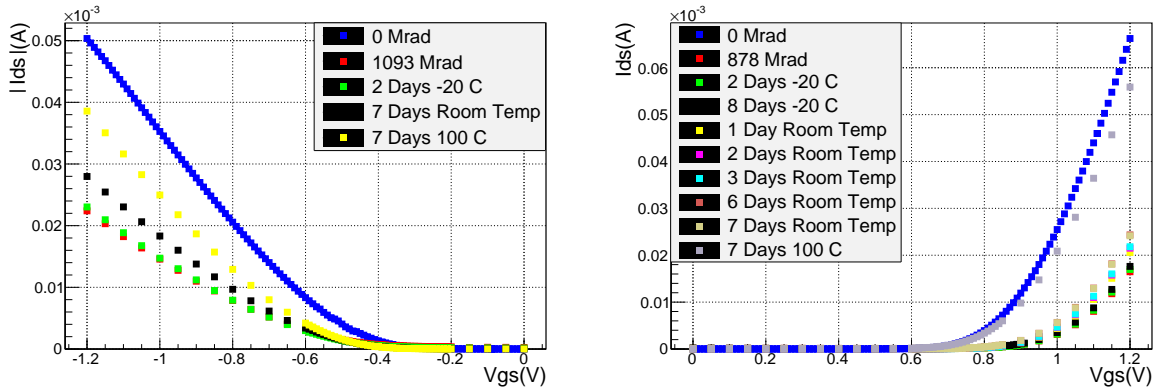 ×10⁻³
| Ids|(A)
0.05
0.04
0.03
0.02
0.01
0
-1.2 -1 -0.8 -0.6 -0.4 -0.2 0
Vgs(V)
0 Mrad
1093 Mrad
2 Days -20 C
7 Days Room Temp
7 Days 100 C
×10⁻³
Ids(A)
0.06
0.05
0.04
0.03
0.02
0.01
0
0 0.2 0.4 0.6 0.8 1 1.2
Vgs(V)
0 Mrad
878 Mrad
2 Days -20 C
8 Days -20 C
1 Day Room Temp
2 Days Room Temp
3 Days Room Temp
6 Days Room Temp
7 Days Room Temp
7 Days 100 C